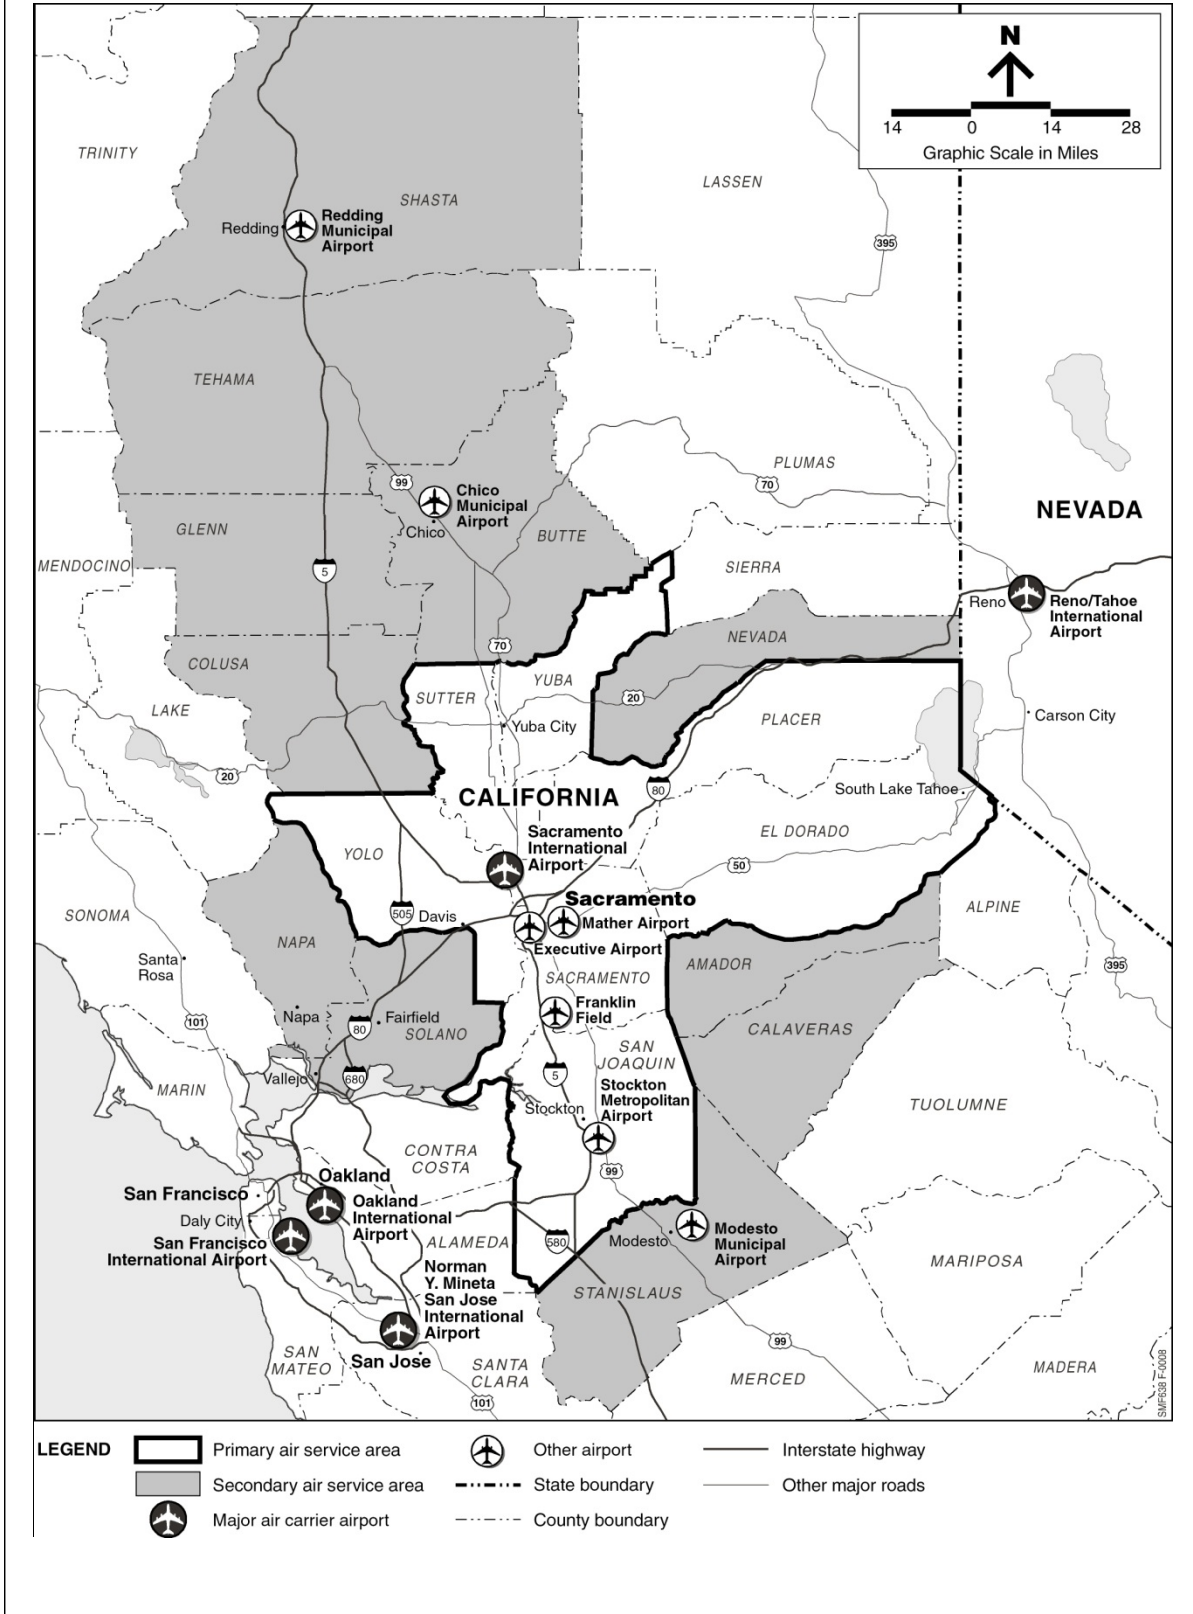 N
14
0
14
28
Graphic Scale in Miles
TRINITY
SHASTA
LASSEN
Redding
Redding
Municipal
Airport
395
TEHAMA
PLUMAS
70
99
Chico
Municipal
Airport
Chico
NEVADA
GLENN
BUTTE
5
MENDOCINO
SIERRA
Reno
Reno/Tahoe
International
Airport
NEVADA
70
COLUSA
YUBA
SUTTER
20
LAKE
Yuba City
PLACER
Carson City
20
80
South Lake Tahoe
CALIFORNIA
Sacramento
International
Airport
EL DORADO
YOLO
50
Sacramento
SONOMA
505
Davis
Mather Airport
ALPINE
Executive Airport
NAPA
Santa
Rosa
AMADOR
395
SACRAMENTO
Franklin
Field
Napa
101
80
Fairfield
SOLANO
CALAVERAS
SAN
JOAQUIN
Vallejo
680
5
MARIN
Stockton
Metropolitan
Airport
Stockton
TUOLUMNE
CONTRA
COSTA
99
Oakland
San Francisco
Oakland
International
Airport
Daly City
San Francisco
International Airport
ALAMEDA
580
Modesto
Modesto
Municipal
Airport
MARIPOSA
Norman
Y. Mineta
San Jose
International
Airport
STANISLAUS
99
SAN
MATEO
San Jose
SANTA
CLARA
101
MERCED
MADERA
SMF638 F-0008
LEGEND
Primary air service area
Other airport
Interstate highway
Secondary air service area
State boundary
Other major roads
Major air carrier airport
County boundary